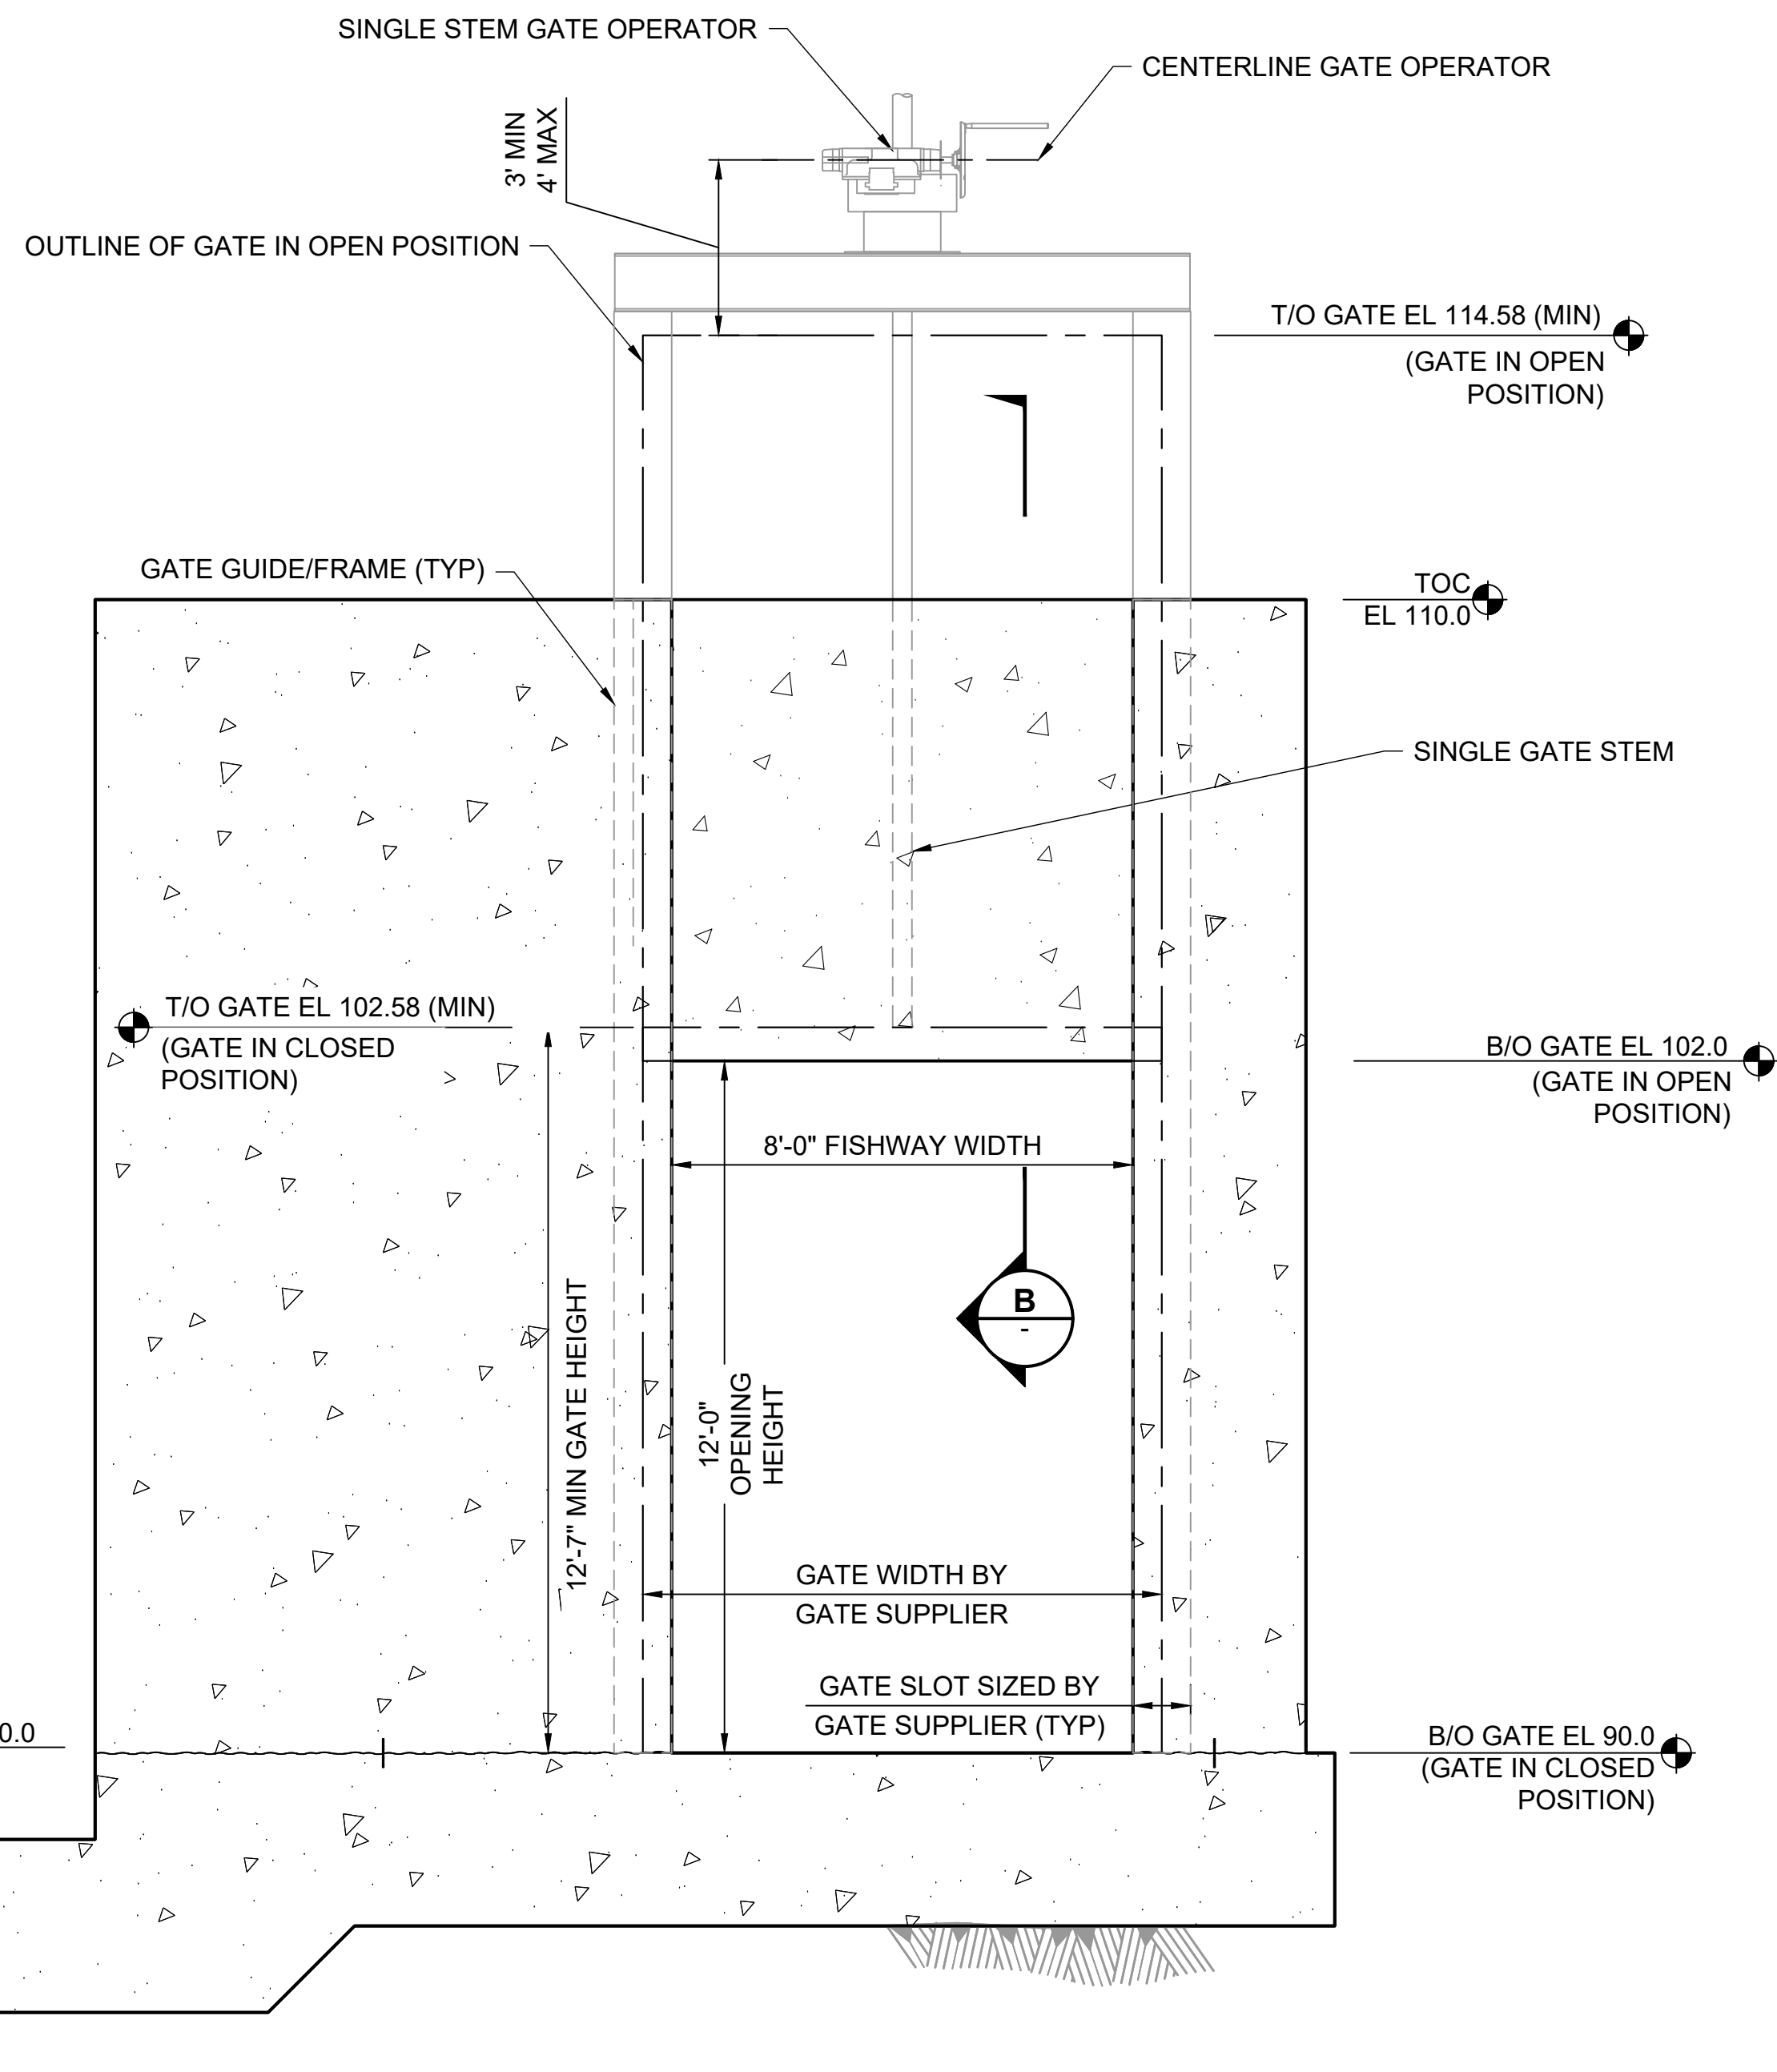 SINGLE STEM GATE OPERATOR
CENTERLINE GATE OPERATOR
3' MIN
4' MAX
OUTLINE OF GATE IN OPEN POSITION
T/O GATE EL 114.58 (MIN)
(GATE IN OPEN
POSITION)
GATE GUIDE/FRAME (TYP)
TOC
EL 110.0
SINGLE GATE STEM
T/O GATE EL 102.58 (MIN)
(GATE IN CLOSED
POSITION)
B/O GATE EL 102.0
(GATE IN OPEN
POSITION)
8'-0" FISHWAY WIDTH
B
-
12'-7" MIN GATE HEIGHT
12'-0"
OPENING
HEIGHT
GATE WIDTH BY
GATE SUPPLIER
GATE SLOT SIZED BY
GATE SUPPLIER (TYP)
0.0
B/O GATE EL 90.0
(GATE IN CLOSED
POSITION)